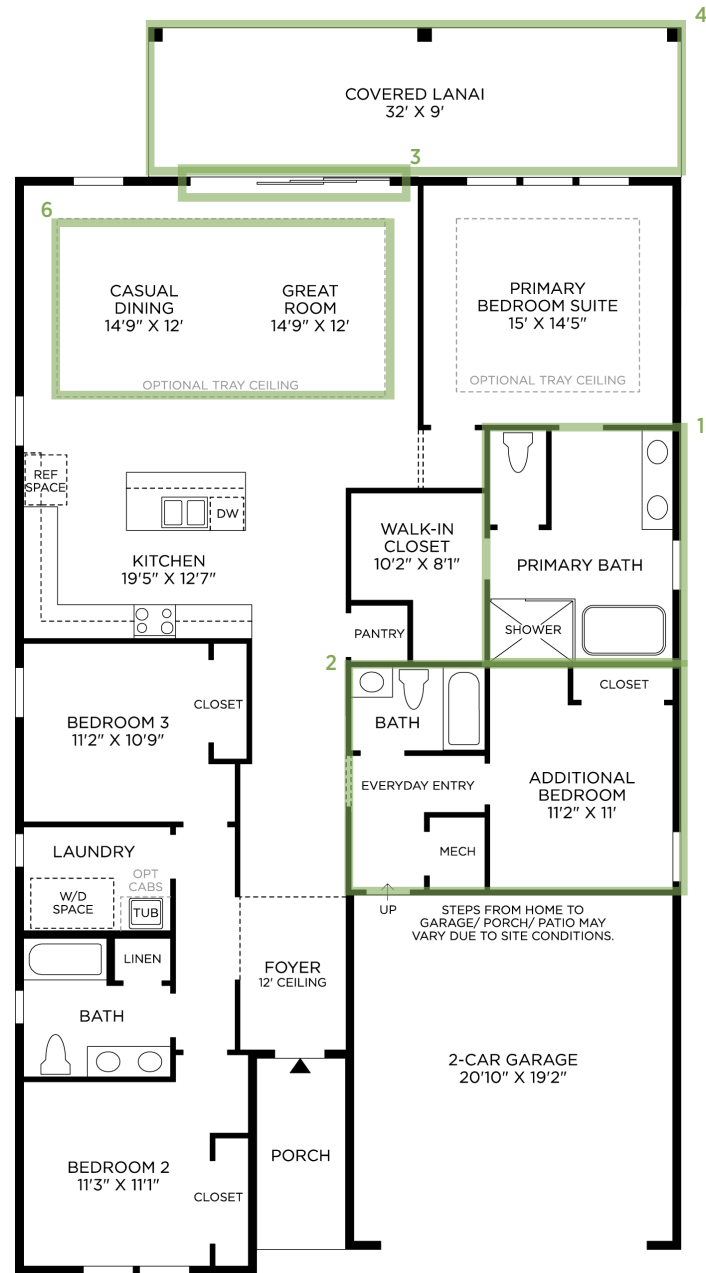 4
COVERED LANAI
32' X 9'
3
6
CASUAL
DINING
14'9" X 12'
GREAT
ROOM
14'9" X 12'
OPTIONAL TRAY CEILING
PRIMARY
BEDROOM SUITE
15' X 14'5"
OPTIONAL TRAY CEILING
1
REF
SPACE
DW
KITCHEN
19'5" X 12'7"
WALK-IN
CLOSET
10'2" X 8'1"
PRIMARY BATH
PANTRY
SHOWER
2
BEDROOM 3
11'2" X 10'9"
CLOSET
BATH
CLOSET
EVERYDAY ENTRY
ADDITIONAL
BEDROOM
11'2" X 11'
MECH
LAUNDRY
OPT
CABS
W/D
SPACE
TUB
UP
STEPS FROM HOME TO
GARAGE/ PORCH/ PATIO MAY
VARY DUE TO SITE CONDITIONS.
LINEN
FOYER
12' CEILING
BATH
2-CAR GARAGE
20'10" X 19'2"
PORCH
BEDROOM 2
11'3" X 11'1"
CLOSET